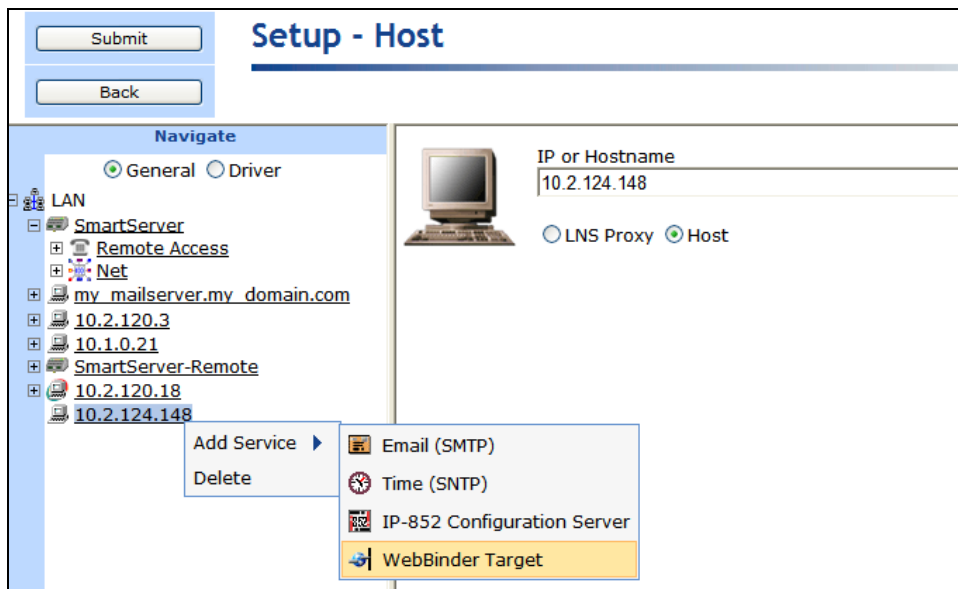 Submit
Setup - Host
Back
Navigate
General Driver
LAN
SmartServer
Remote Access
Net
my_mailserver.my_domain.com
10.2.120.3
10.1.0.21
SmartServer-Remote
10.2.120.18
10.2.124.148
IP or Hostname
10.2.124.148
LNS Proxy Host
Add Service
Delete
Email (SMTP)
Time (SNTP)
IP-852 Configuration Server
WebBinder Target